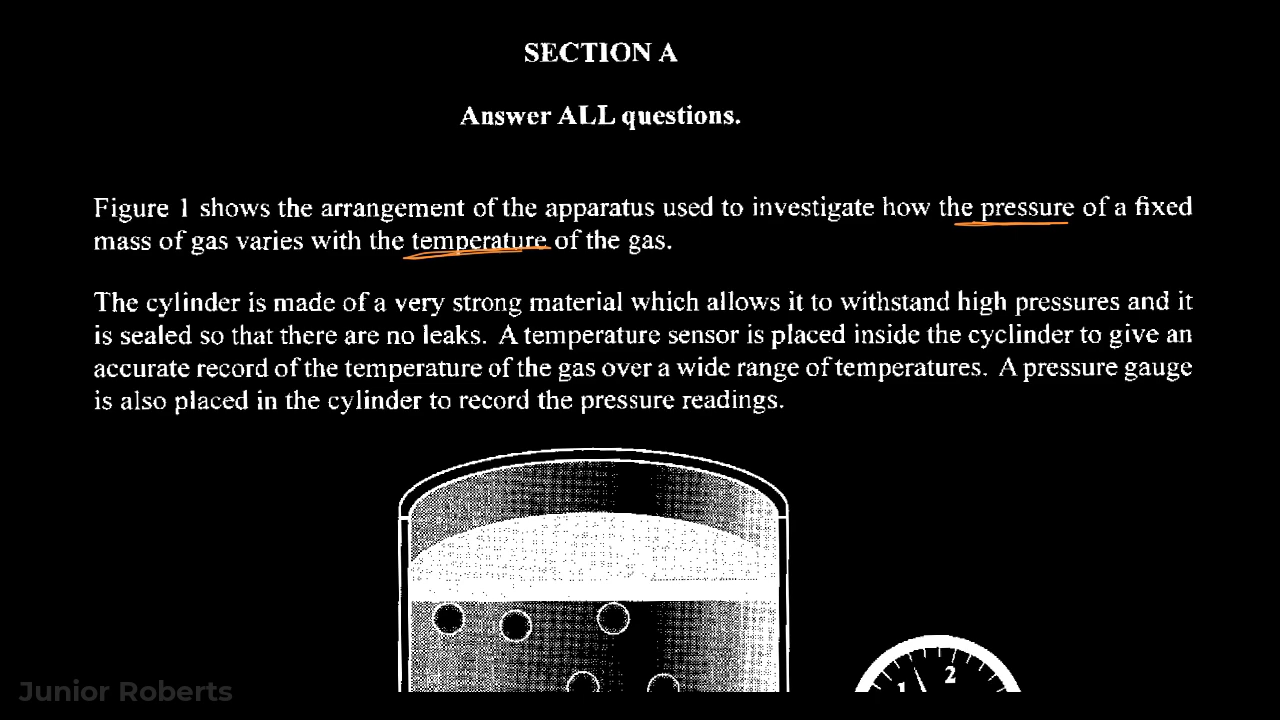 SECTION A
Answer ALL questions.
Figure 1 shows the arrangement of the apparatus used to investigate how the pressure of a fixed
mass of gas varies with the temperature of the gas.
The cylinder is made of a very strong material which allows it to withstand high pressures and it
is sealed so that there are no leaks. A temperature sensor is placed inside the cyclinder to give an
accurate record of the temperature of the gas over a wide range of temperatures. A pressure gauge
is also placed in the cylinder to record the pressure readings.
1 2
Junior Roberts